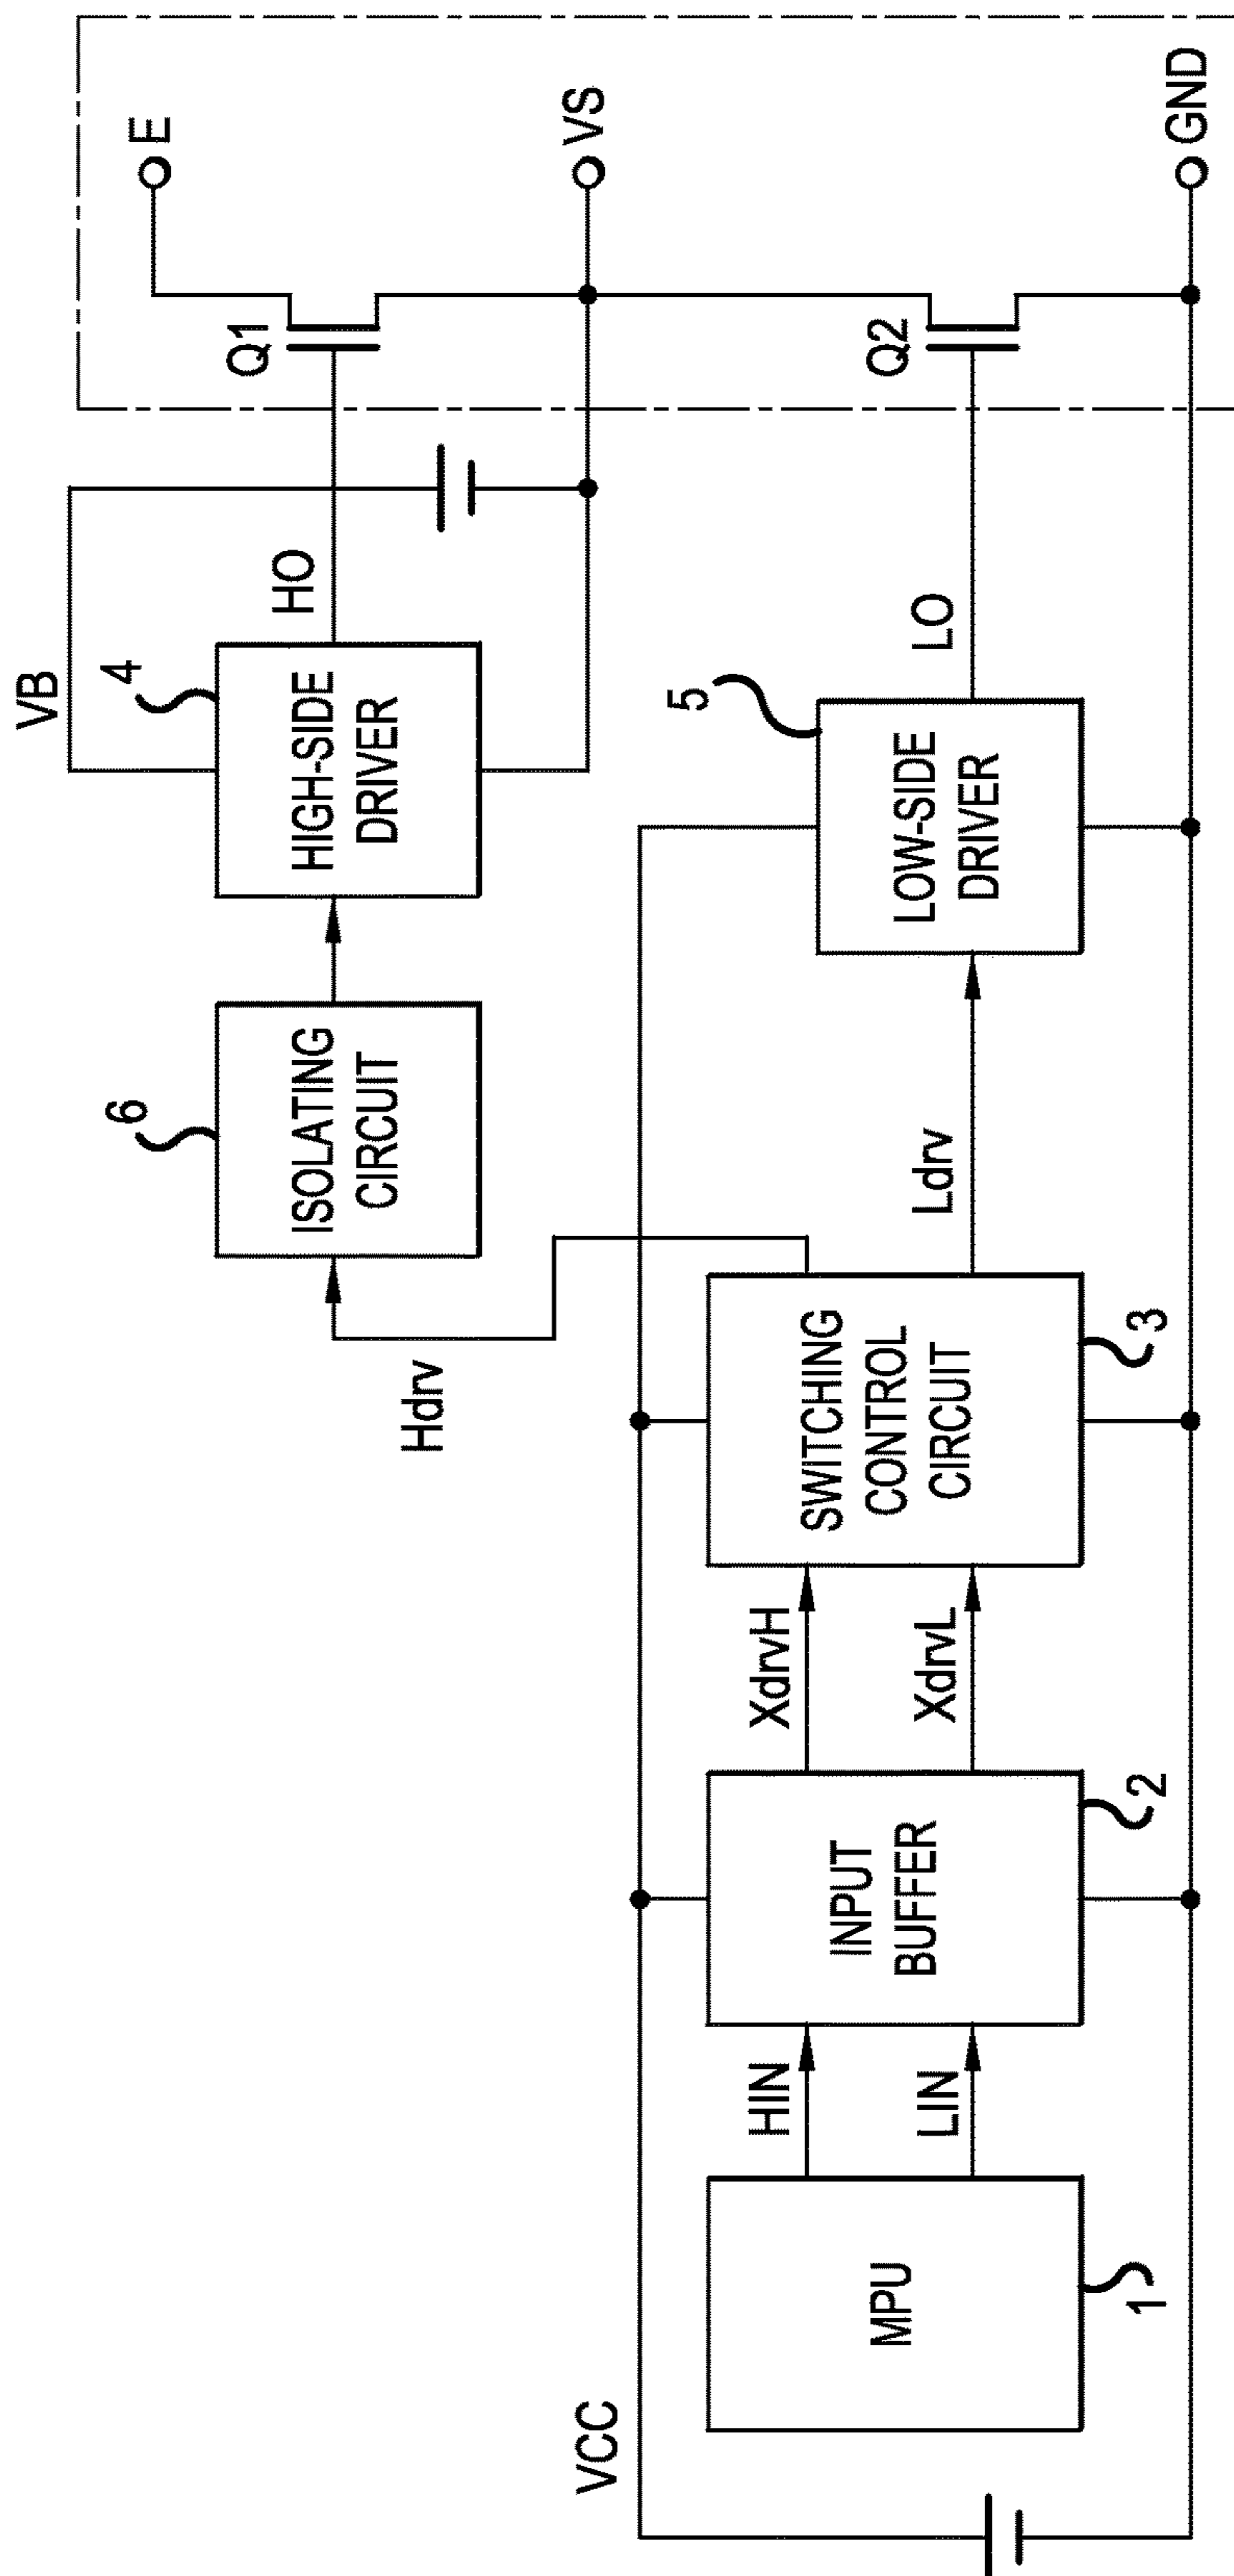 VB
4
HIGH-SIDE
DRIVER
HO
Q1
E
VS
6
ISOLATING
CIRCUIT
Hdrv
VCC
MPU
1
HIN
LIN
INPUT
BUFFER
2
XdrvH
XdrvL
SWITCHING
CONTROL
CIRCUIT
3
Ldrv
5
LOW-SIDE
DRIVER
LO
Q2
GND